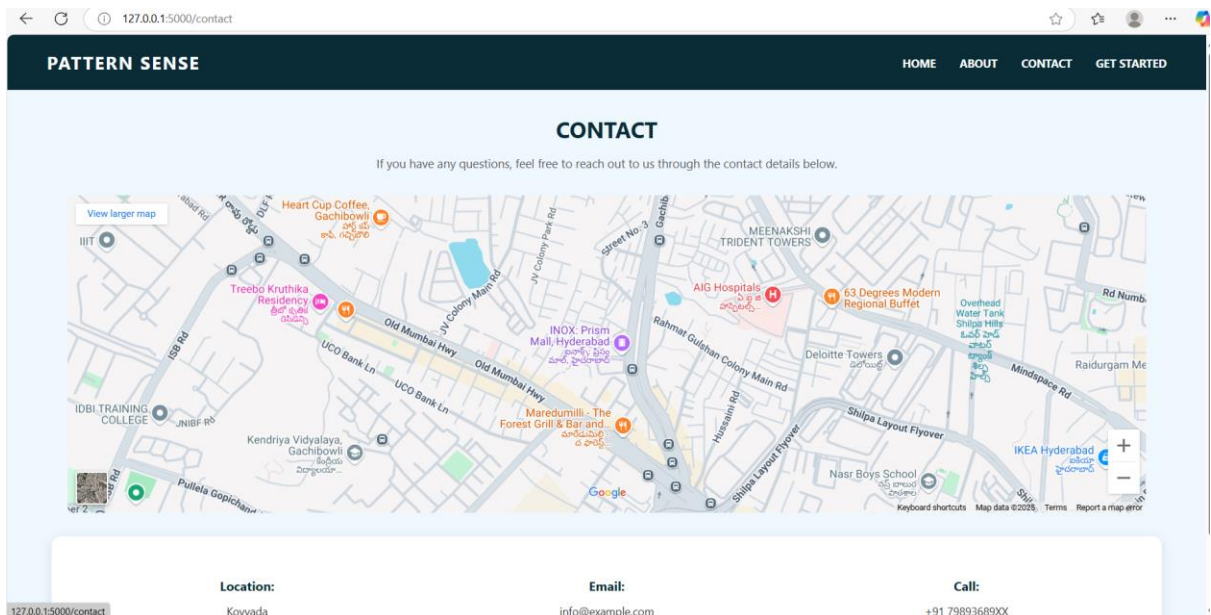 127.0.0.1:5000/contact
PATTERN SENSE
HOME ABOUT CONTACT GET STARTED
CONTACT
If you have any questions, feel free to reach out to us through the contact details below.
View larger map
abad Rd
Heart Cup Coffee,
Gachibowli
IIIT
JV Colony Park Rd
Street No: 3
Gachib
MEENAKSHI
TRIDENT TOWERS
Treebo Kruthika
Residency
JV Colony Main Rd
AIG Hospitals
63 Degrees Modern
Regional Buffet
Overhead
Water Tank
Shilpa Hills
ఓవర్ హెడ్
వాటర్
ట్యాంక్
Rd Numb
Old Mumbai Hwy
ISB Rd
UCO Bank Ln
INOX: Prism
Mall, Hyderabad
Rahmat Gulshan Colony Main Rd
Old Mumbai Hwy
Deloitte Towers
Mindspace Rd
Raidurgam Me
UCO Bank Ln
IDBI TRAINING
COLLEGE
JNIBF Rd
Maredumilli - The
Forest Grill & Bar and...
Hussaini Rd
Shilpa Layout Flyover
Kendriya Vidyalaya,
Gachibowli
IKEA Hyderabad
Nasr Boys School
Pullela Gopichand
Shilpa Layout Flyover
Google
Keyboard shortcuts Map data ©2025 Terms Report a map error
Location: Email: Call:
Kovvada info@example.com +91 79893689XX
127.0.0.1:5000/contact